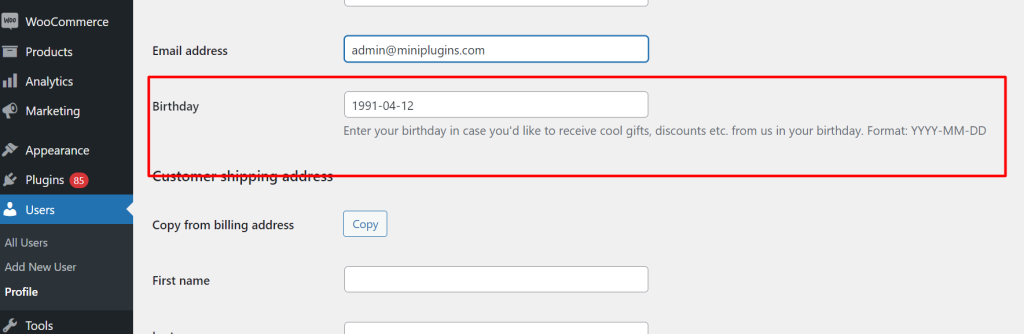 WOO WooCommerce
Products
Analytics
Marketing
Appearance
Plugins 85
Users
All Users
Add New User
Profile
Tools
Email address admin@miniplugins.com
Birthday 1991-04-12
Enter your birthday in case you'd like to receive cool gifts, discounts etc. from us in your birthday. Format: YYYY-MM-DD
Customer shipping address
Copy from billing address Copy
First name